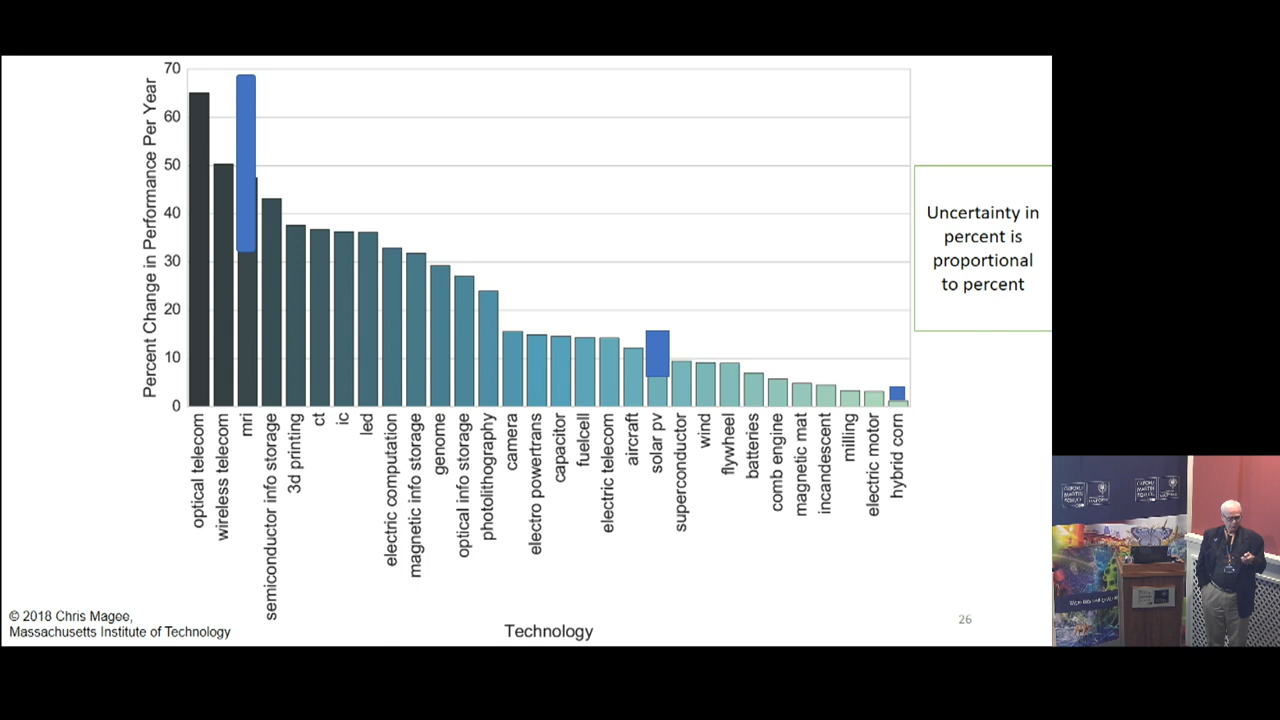 70
60
50
40
30
20
10
0
Percent Change in Performance Per Year
optical telecom
wireless telecom
mri
semiconductor info storage
3d printing
ct
ic
led
electric computation
magnetic info storage
genome
optical info storage
photolithography
camera
electro powertrans
capacitor
fuelcell
electric telecom
aircraft
solar pv
superconductor
wind
flywheel
batteries
comb engine
magnetic mat
incandescent
milling
electric motor
hybrid corn
Technology
Uncertainty in
percent is
proportional
to percent
© 2018 Chris Magee,
Massachusetts Institute of Technology
26